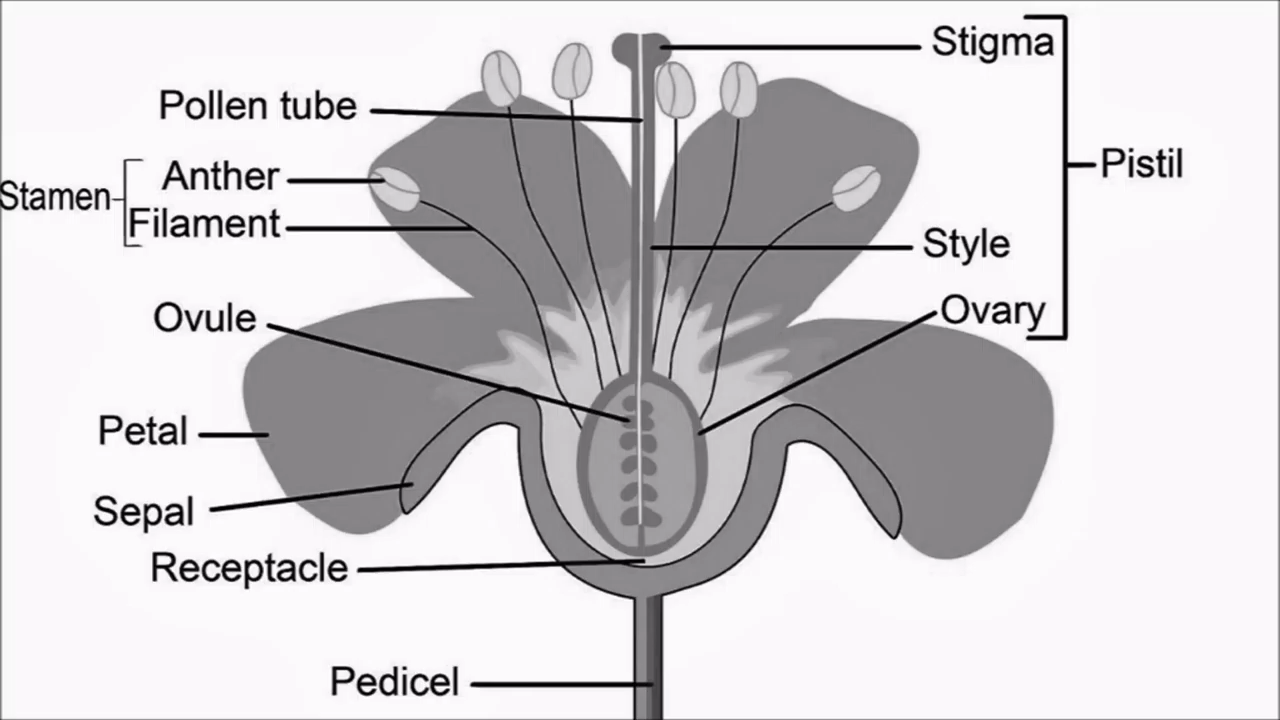 Stigma
Pollen tube
Pistil
Anther
Stamen
Filament
Style
Ovary
Ovule
Petal
Sepal
Receptacle
Pedicel